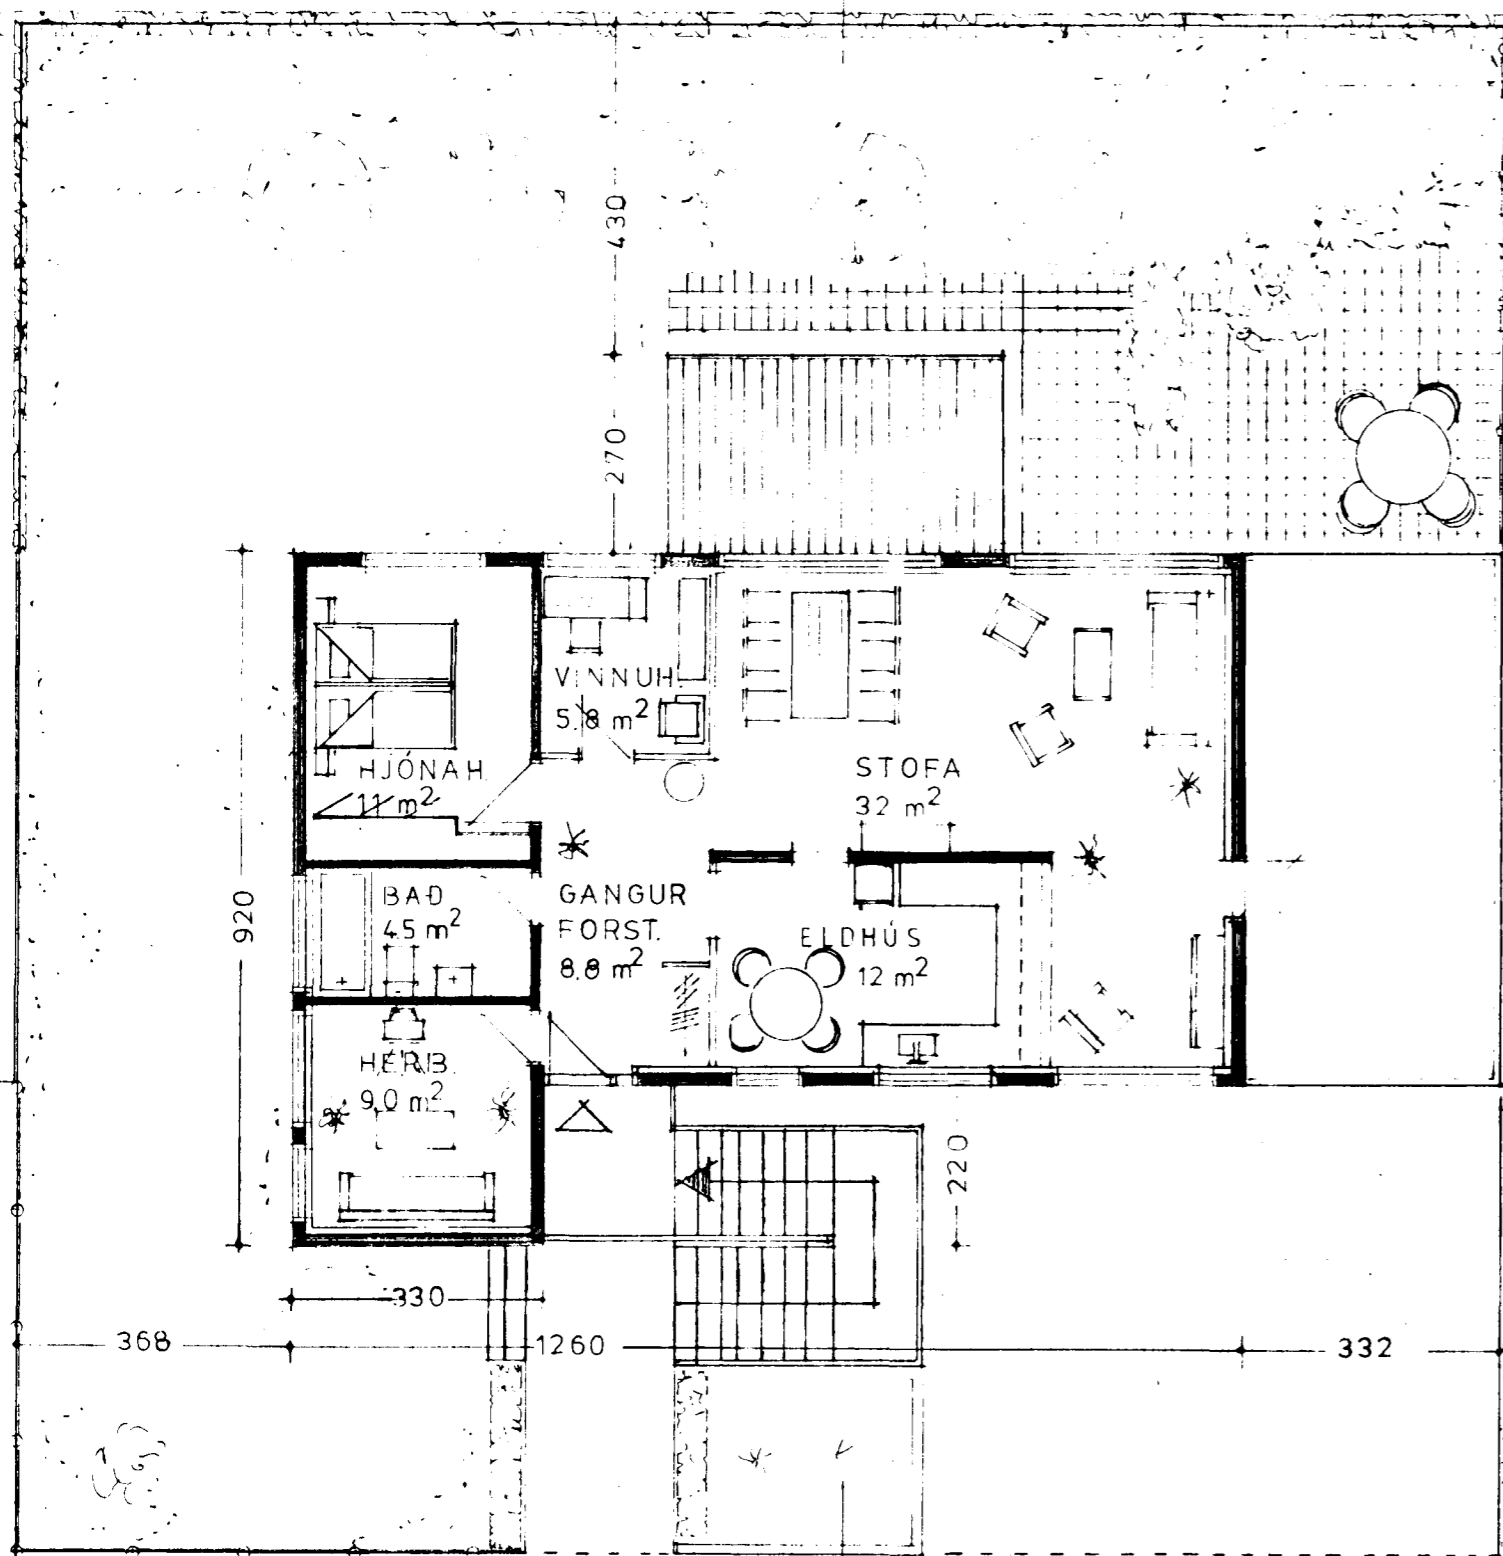 430
270
VINNUH.
5.8 m²
HJÓNAH.
11 m²
STOFA
32 m²
920
BAÐ
4.5 m²
GANGUR
FORST.
8.8 m²
ELDHÚS
12 m²
HERB.
9.0 m²
220
330
368
1260
332